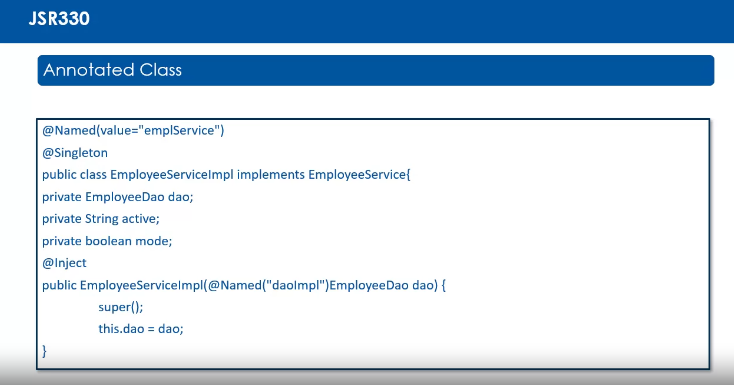 JSR330
Annotated Class
@Named(value="emplService")
@Singleton
public class EmployeeServiceImpl implements EmployeeService{
private EmployeeDao dao;
private String active;
private boolean mode;
@Inject
public EmployeeServiceImpl(@Named("daoImpl")EmployeeDao dao) {
super();
this.dao = dao;
}